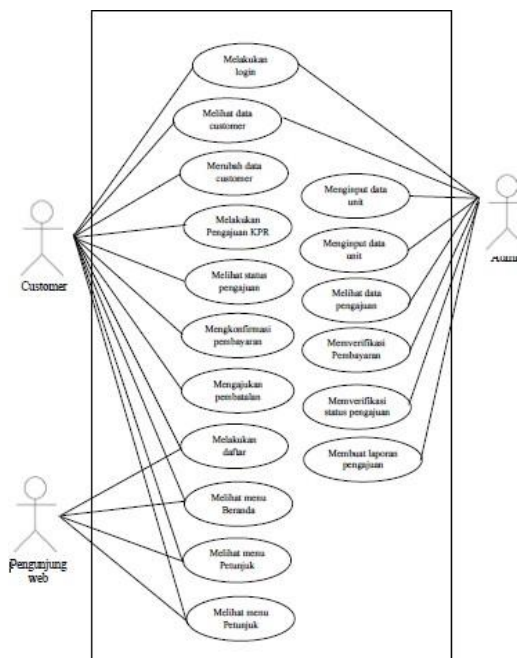 Melakukan
login
Melihat data
customer
Merubah data
customer
Menginput data
unit
Melakukan
Pengajuan KPR
Customer
Menginput data
unit
Melihat status
pengajuan
Melihat data
pengajuan
Mengkonfirmasi
pembayaran
Memverifikasi
Pembayaran
Mengajukan
pembatalan
Memverifikasi
status pengajuan
Melakukan
daftar
Membuat laporan
pengajuan
Melihat menu
Beranda
Pengunjung
web
Melihat menu
Petunjuk
Melihat menu
Petunjuk